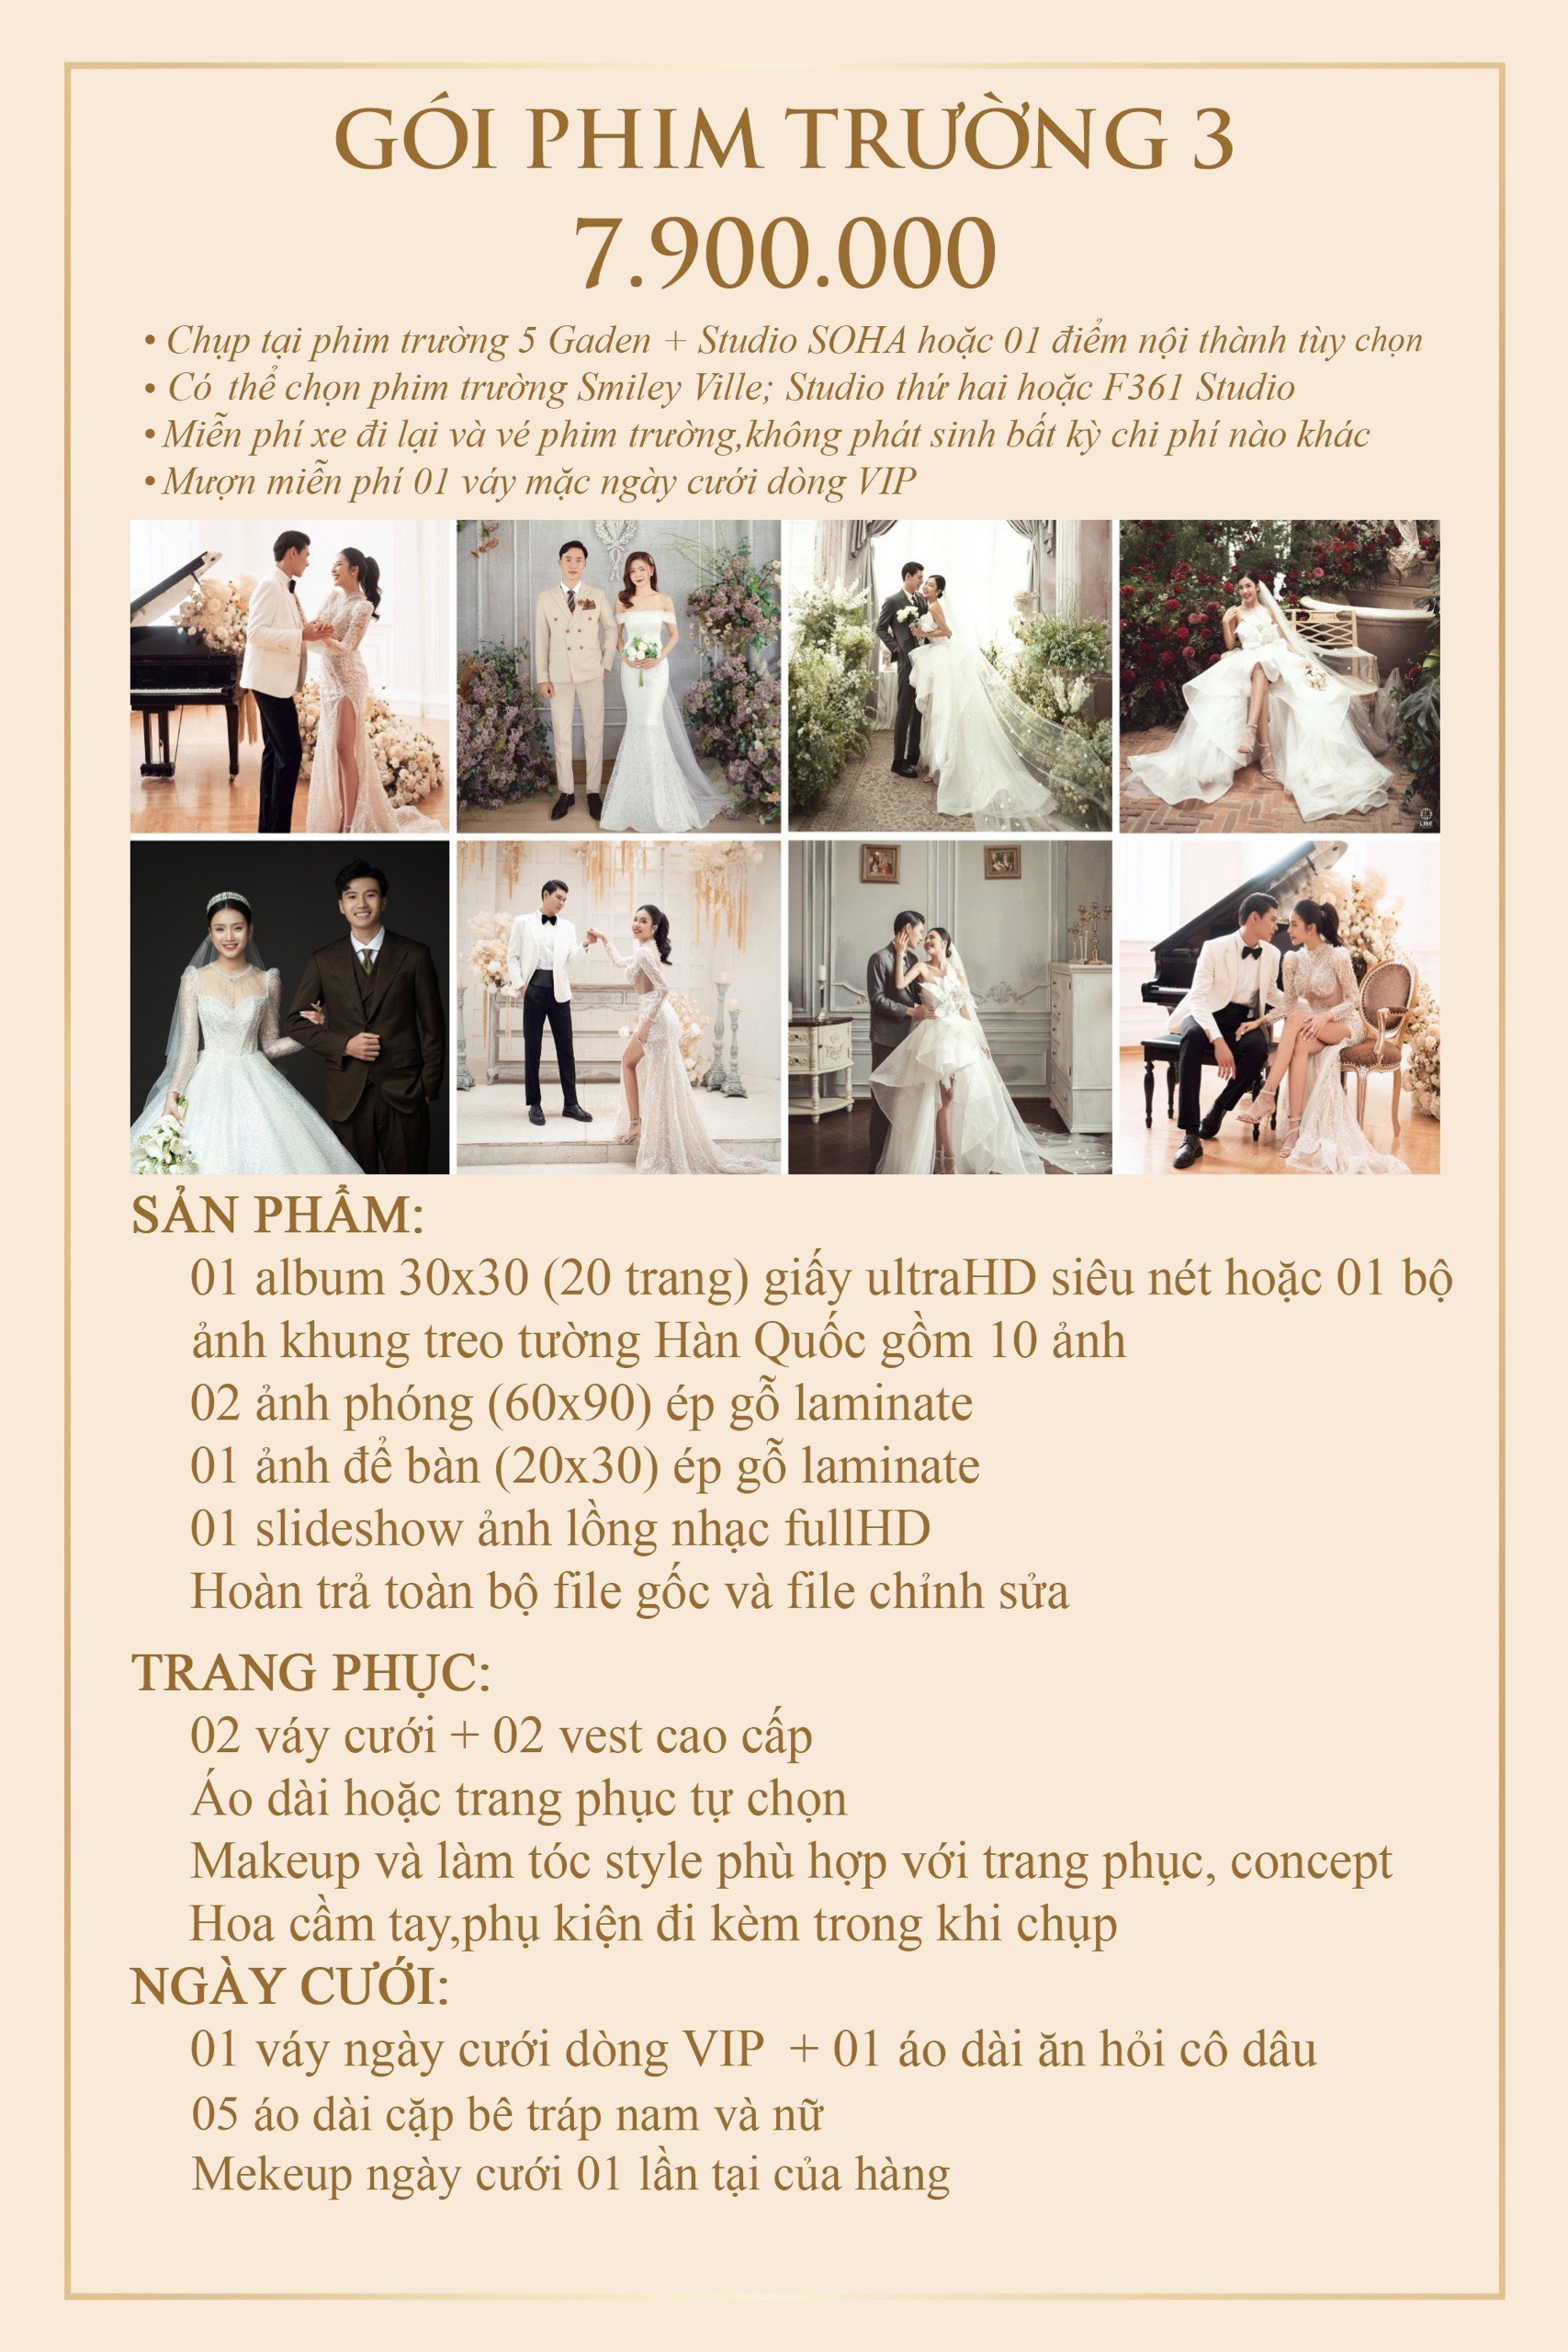 GÓI PHIM TRƯỜNG 3
7.900.000
• Chụp tại phim trường 5 Gaden + Studio SOHA hoặc 01 điểm nội thành tùy chọn
• Có thể chọn phim trường Smiley Ville; Studio thứ hai hoặc F361 Studio
• Miễn phí xe đi lại và vé phim trường,không phát sinh bất kỳ chi phí nào khác
• Mượn miễn phí 01 váy mặc ngày cưới dòng VIP
SẢN PHẨM:
01 album 30x30 (20 trang) giấy ultraHD siêu nét hoặc 01 bộ
ảnh khung treo tường Hàn Quốc gồm 10 ảnh
02 ảnh phóng (60x90) ép gỗ laminate
01 ảnh để bàn (20x30) ép gỗ laminate
01 slideshow ảnh lồng nhạc fullHD
Hoàn trả toàn bộ file gốc và file chỉnh sửa
TRANG PHỤC:
02 váy cưới + 02 vest cao cấp
Áo dài hoặc trang phục tự chọn
Makeup và làm tóc style phù hợp với trang phục, concept
Hoa cầm tay,phụ kiện đi kèm trong khi chụp
NGÀY CƯỚI:
01 váy ngày cưới dòng VIP + 01 áo dài ăn hỏi cô dâu
05 áo dài cặp bê tráp nam và nữ
Mekeup ngày cưới 01 lần tại của hàng